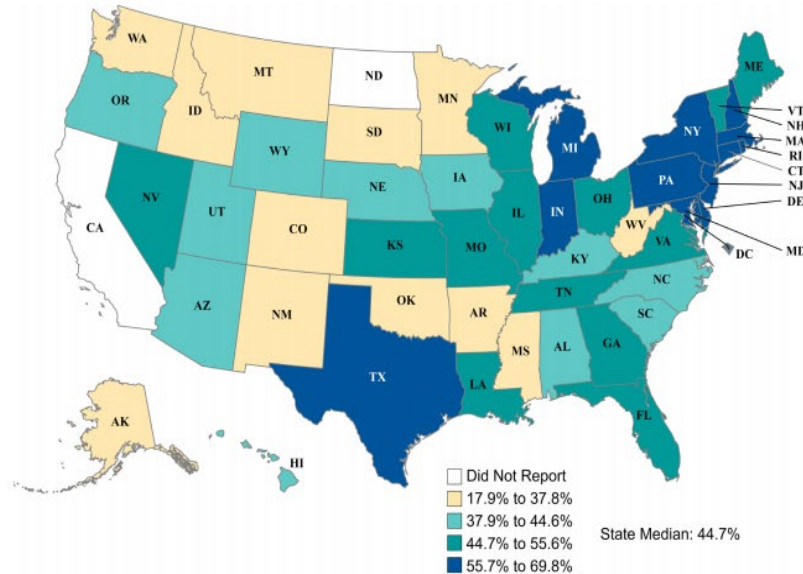 WA
MT
ND
MN
ME
OR
ID
SD
WI
VT
NH
WY
MI
NY
MA
RI
CT
NE
IA
PA
NJ
NV
UT
IL
IN
OH
DE
CA
CO
WV
KS
MO
KY
VA
MD
DC
AZ
NM
OK
AR
TN
NC
SC
MS
AL
GA
TX
LA
FL
AK
HI
Did Not Report
17.9% to 37.8%
37.9% to 44.6%
44.7% to 55.6%
55.7% to 69.8%
State Median: 44.7%